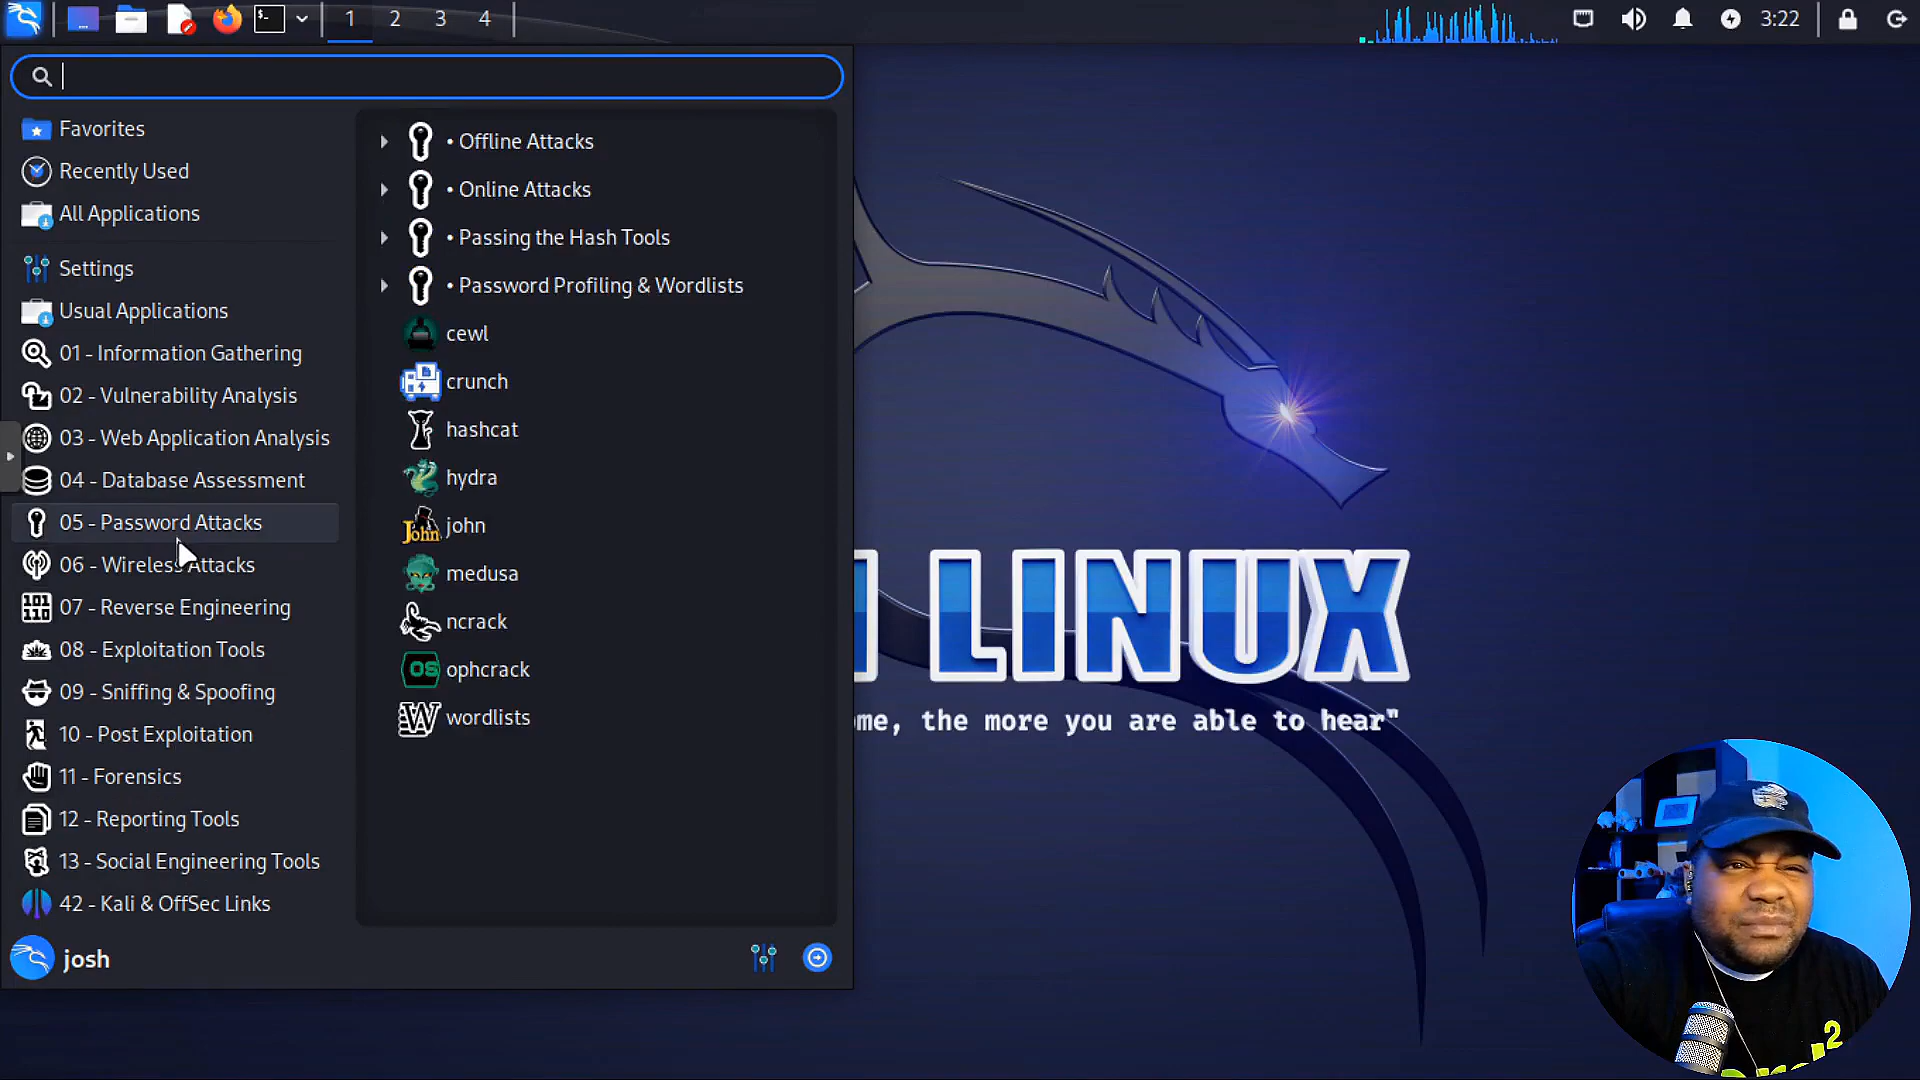 1 2 3 4
3:22
Favorites
Recently Used
All Applications
Settings
Usual Applications
01 - Information Gathering
02 - Vulnerability Analysis
03 - Web Application Analysis
04 - Database Assessment
05 - Password Attacks
06 - Wireless Attacks
07 - Reverse Engineering
08 - Exploitation Tools
09 - Sniffing & Spoofing
10 - Post Exploitation
11 - Forensics
12 - Reporting Tools
13 - Social Engineering Tools
42 - Kali & OffSec Links
josh
• Offline Attacks
• Online Attacks
• Passing the Hash Tools
• Password Profiling & Wordlists
cewl
crunch
hashcat
hydra
john
medusa
ncrack
ophcrack
wordlists
LINUX
, the more you are able to hear"